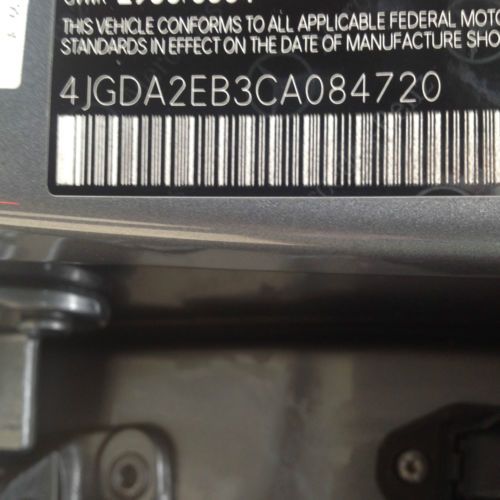 THIS VEHICLE CONFORMS TO ALL APPLICABLE FEDERAL MOTO
STANDARDS IN EFFECT ON THE DATE OF MANUFACTURE SHO
4JGDA2EB3CA084720